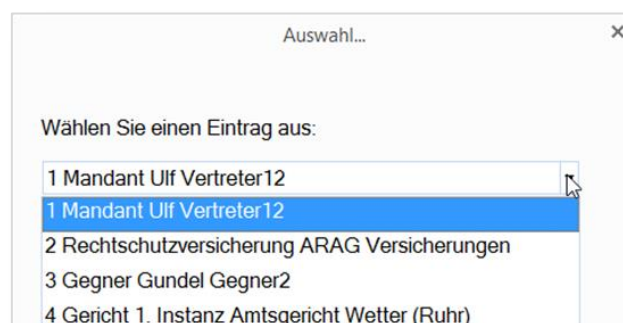 Auswahl...
Wählen Sie einen Eintrag aus:
1 Mandant Ulf Vertreter12
1 Mandant Ulf Vertreter12
2 Rechtschutzversicherung ARAG Versicherungen
3 Gegner Gundel Gegner2
4 Gericht 1. Instanz Amtsgericht Wetter (Ruhr)